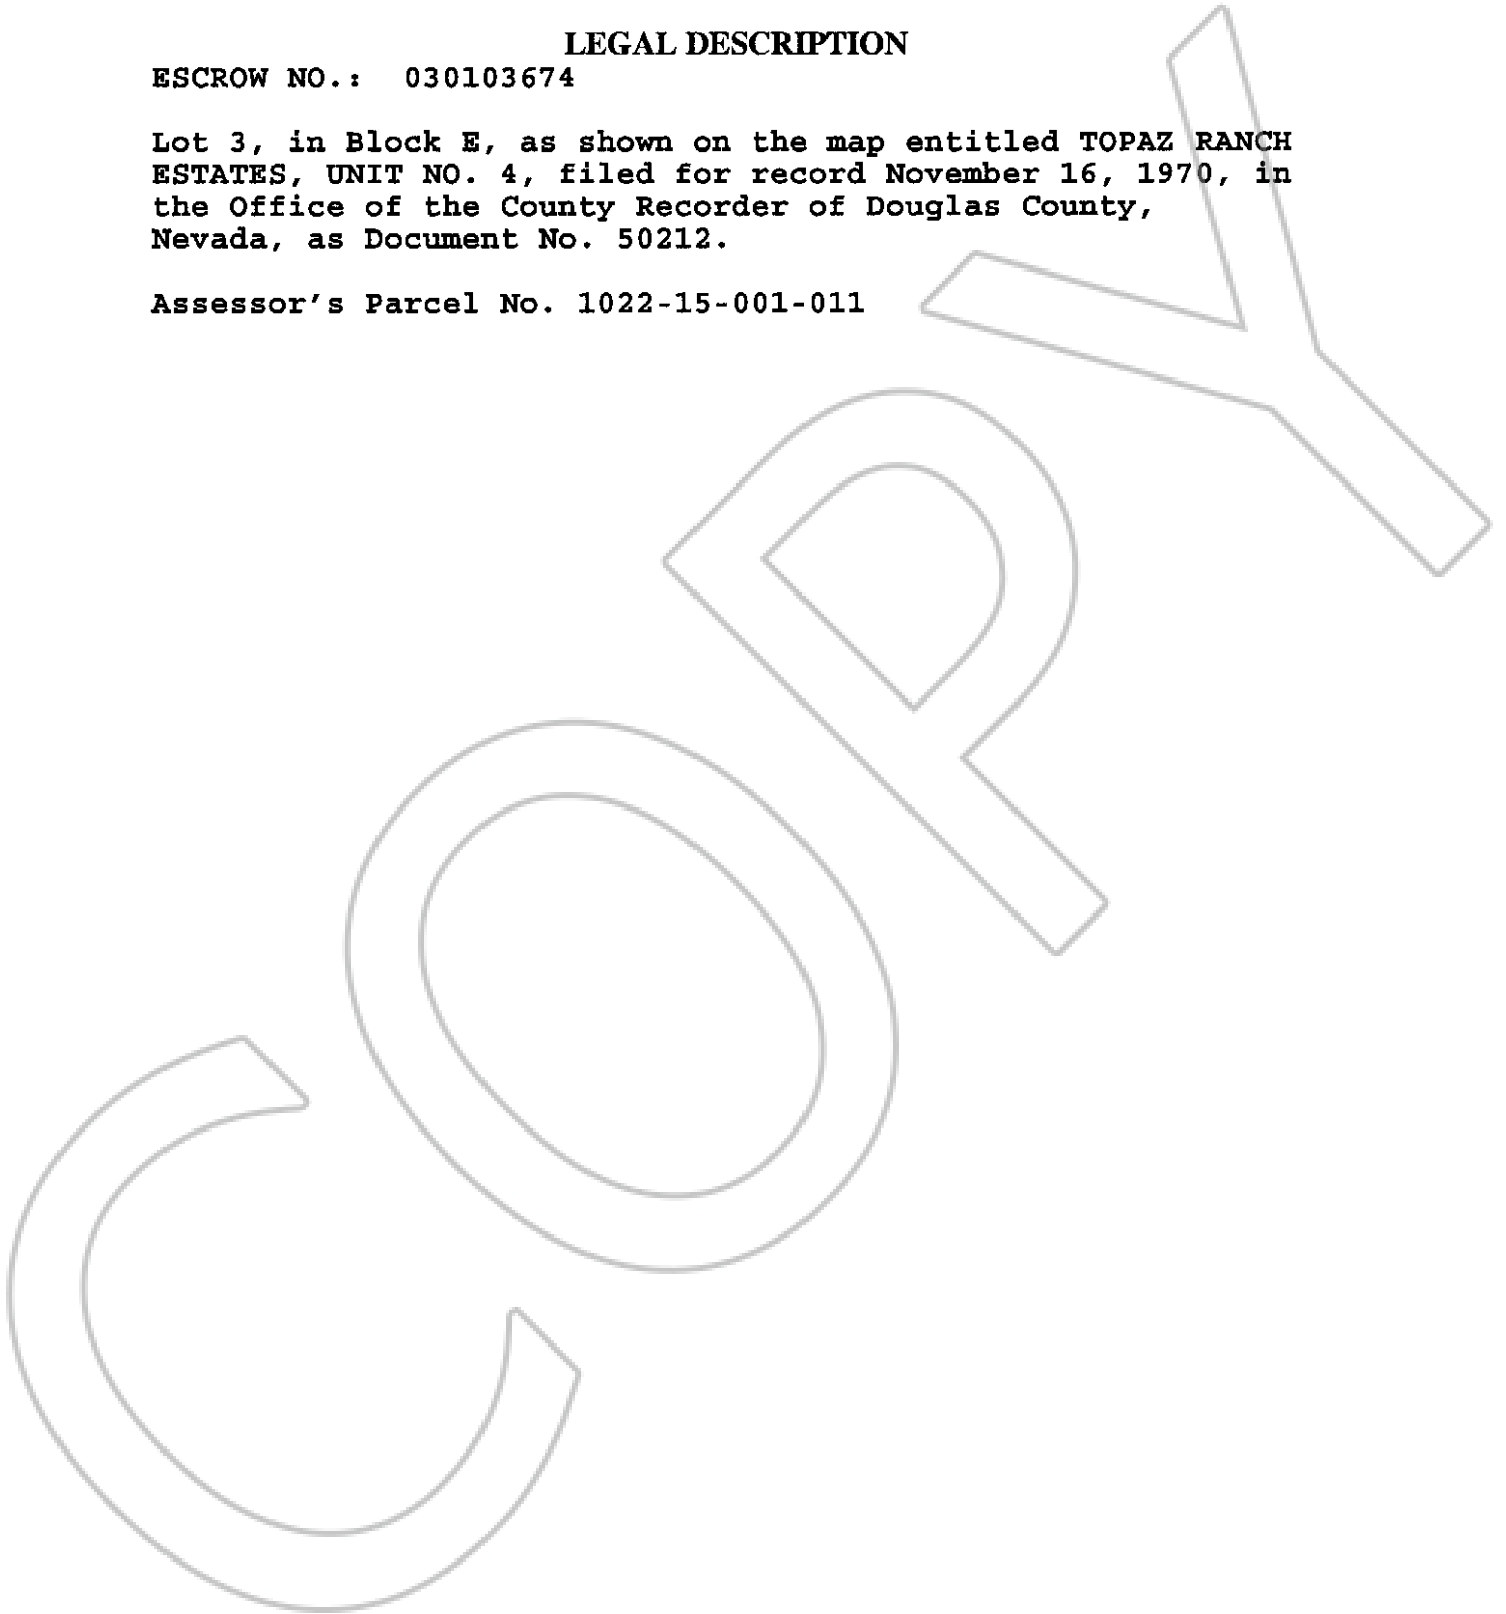 LEGAL DESCRIPTION
ESCROW NO.: 030103674
Lot 3, in Block E, as shown on the map entitled TOPAZ RANCH
ESTATES, UNIT NO. 4, filed for record November 16, 1970, in
the Office of the County Recorder of Douglas County,
Nevada, as Document No. 50212.
Assessor's Parcel No. 1022-15-001-011
COPY